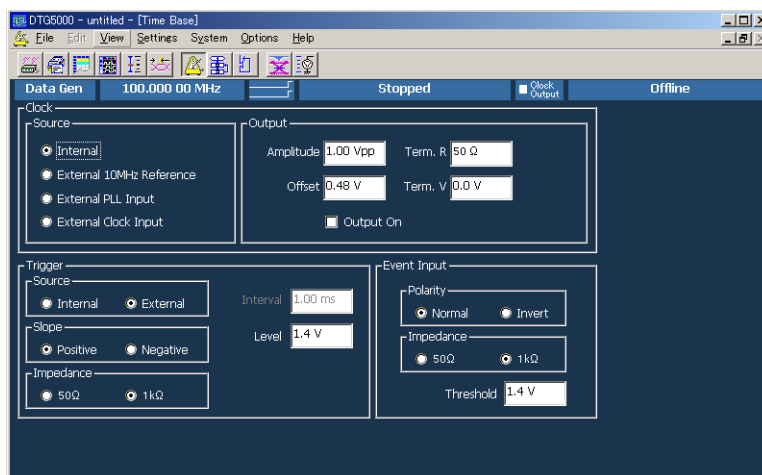 DTG5000 - untitled - [Time Base]
File Edit View Settings System Options Help
Data Gen 100.000 00 MHz Stopped Clock Output Offline
Clock
Source
Internal
External 10MHz Reference
External PLL Input
External Clock Input
Output
Amplitude 1.00 Vpp Term. R 50 Ω
Offset 0.48 V Term. V 0.0 V
Output On
Trigger
Source
Internal External
Slope
Positive Negative
Impedance
50Ω 1kΩ
Interval 1.00 ms
Level 1.4 V
Event Input
Polarity
Normal Invert
Impedance
50Ω 1kΩ
Threshold 1.4 V